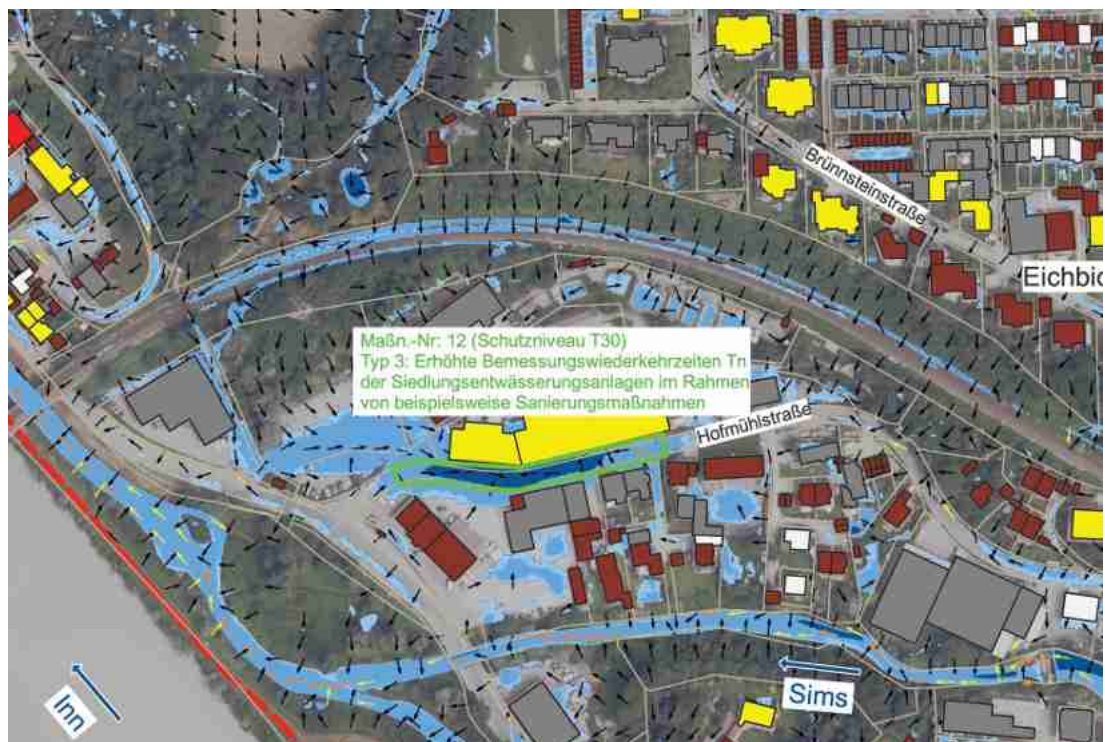 Brünnsteinstraße
Eichbic
Maßn.-Nr: 12 (Schutzniveau T30)
Typ 3: Erhöhte Bemessungswiederkehrzeiten Tn
der Siedlungsentwässerungsanlagen im Rahmen
von beispielsweise Sanierungsmaßnahmen
Hofmühlstraße
Inn
Sims